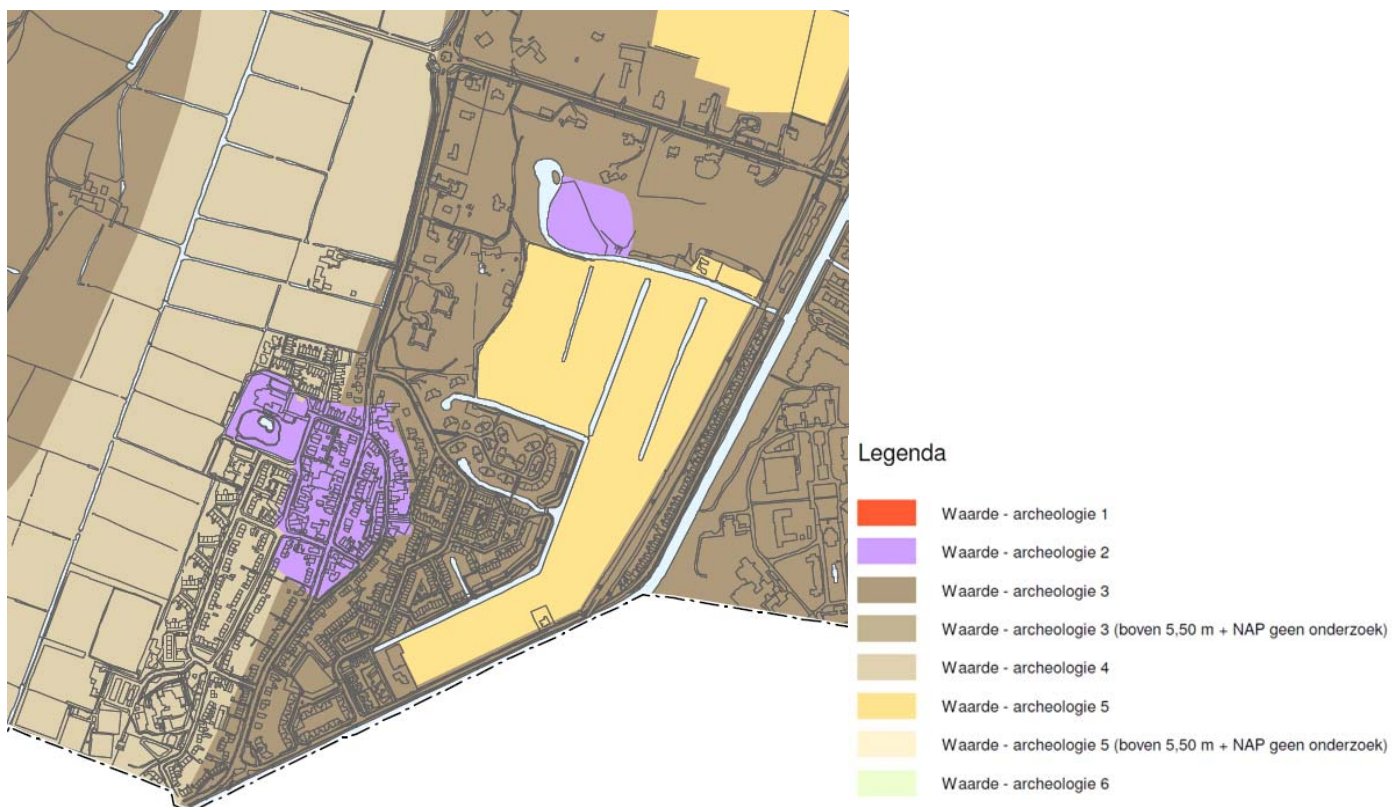 Legenda
Waarde - archeologie 1
Waarde - archeologie 2
Waarde - archeologie 3
Waarde - archeologie 3 (boven 5,50 m + NAP geen onderzoek)
Waarde - archeologie 4
Waarde - archeologie 5
Waarde - archeologie 5 (boven 5,50 m + NAP geen onderzoek)
Waarde - archeologie 6